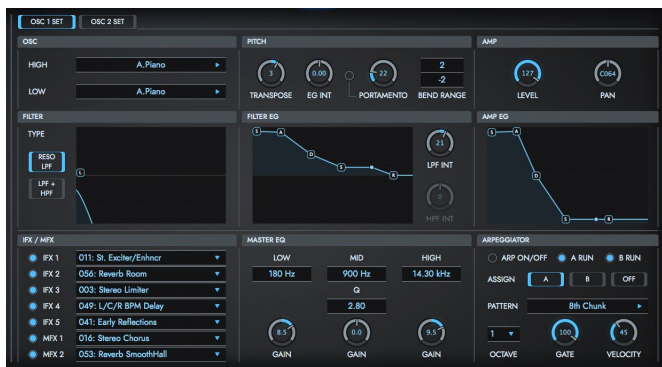 OSC 1 SET OSC 2 SET
OSC PITCH AMP
HIGH A.Piano
LOW A.Piano
3 0.00 22 2 -2 127 C064
TRANSPOSE EG INT PORTAMENTO BEND RANGE LEVEL PAN
FILTER FILTER EG AMP EG
TYPE
RESO LPF
LPF + HPF
L
S A D S R
21
LPF INT
0
HPF INT
S A D S R
IFX / MFX MASTER EQ ARPEGGIATOR
IFX 1 011: St. Exciter/Enhncr
IFX 2 056: Reverb Room
IFX 3 003: Stereo Limiter
IFX 4 049: L/C/R BPM Delay
IFX 5 041: Early Reflections
MFX 1 016: Stereo Chorus
MFX 2 053: Reverb SmoothHall
LOW MID HIGH
180 Hz 900 Hz 14.30 kHz
Q
2.80
8.5 0.0 9.5
GAIN GAIN GAIN
ARP ON/OFF A RUN B RUN
ASSIGN A B OFF
PATTERN 8th Chunk
1 100 45
OCTAVE GATE VELOCITY